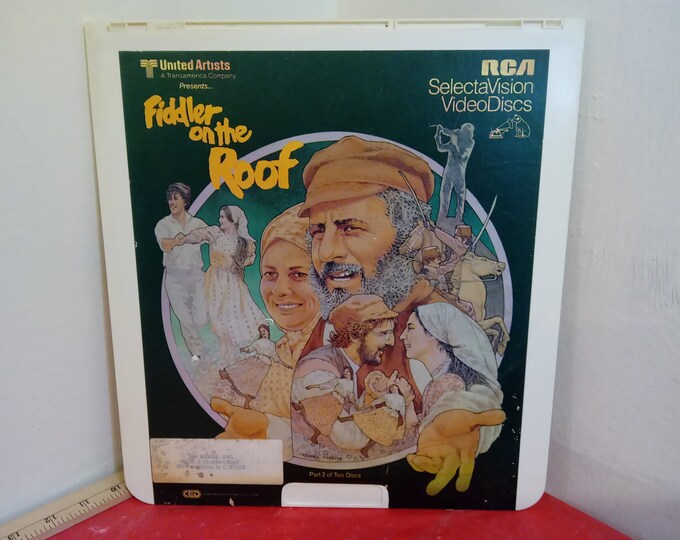 United Artists
A Transamerica Company
Presents...
Fiddler
on the
Roof
RCA
SelectaVision
VideoDiscs
Part 2 of Two Discs